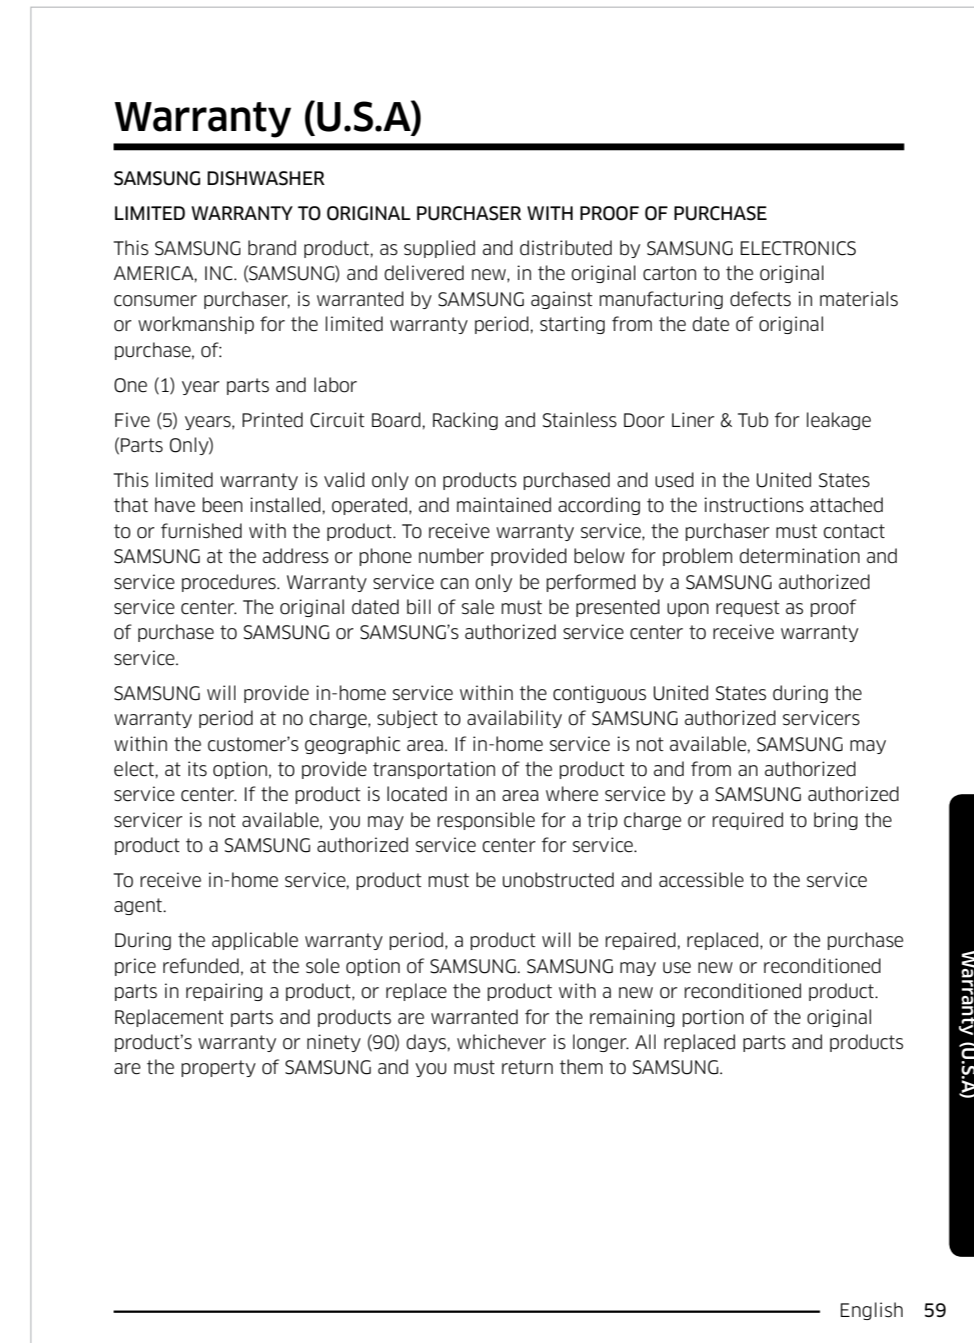 Warranty (U.S.A)
SAMSUNG DISHWASHER
LIMITED WARRANTY TO ORIGINAL PURCHASER WITH PROOF OF PURCHASE
This SAMSUNG brand product, as supplied and distributed by SAMSUNG ELECTRONICS
AMERICA, INC. (SAMSUNG) and delivered new, in the original carton to the original
consumer purchaser, is warranted by SAMSUNG against manufacturing defects in materials
or workmanship for the limited warranty period, starting from the date of original
purchase, of:
One (1) year parts and labor
Five (5) years, Printed Circuit Board, Racking and Stainless Door Liner & Tub for leakage
(Parts Only)
This limited warranty is valid only on products purchased and used in the United States
that have been installed, operated, and maintained according to the instructions attached
to or furnished with the product. To receive warranty service, the purchaser must contact
SAMSUNG at the address or phone number provided below for problem determination and
service procedures. Warranty service can only be performed by a SAMSUNG authorized
service center. The original dated bill of sale must be presented upon request as proof
of purchase to SAMSUNG or SAMSUNG's authorized service center to receive warranty
service.
SAMSUNG will provide in-home service within the contiguous United States during the
warranty period at no charge, subject to availability of SAMSUNG authorized servicers
within the customer's geographic area. If in-home service is not available, SAMSUNG may
elect, at its option, to provide transportation of the product to and from an authorized
service center. If the product is located in an area where service by a SAMSUNG authorized
servicer is not available, you may be responsible for a trip charge or required to bring the
product to a SAMSUNG authorized service center for service.
To receive in-home service, product must be unobstructed and accessible to the service
agent.
During the applicable warranty period, a product will be repaired, replaced, or the purchase
price refunded, at the sole option of SAMSUNG. SAMSUNG may use new or reconditioned
parts in repairing a product, or replace the product with a new or reconditioned product.
Replacement parts and products are warranted for the remaining portion of the original
product's warranty or ninety (90) days, whichever is longer. All replaced parts and products
are the property of SAMSUNG and you must return them to SAMSUNG.
Warranty (U.S.A)
English 59